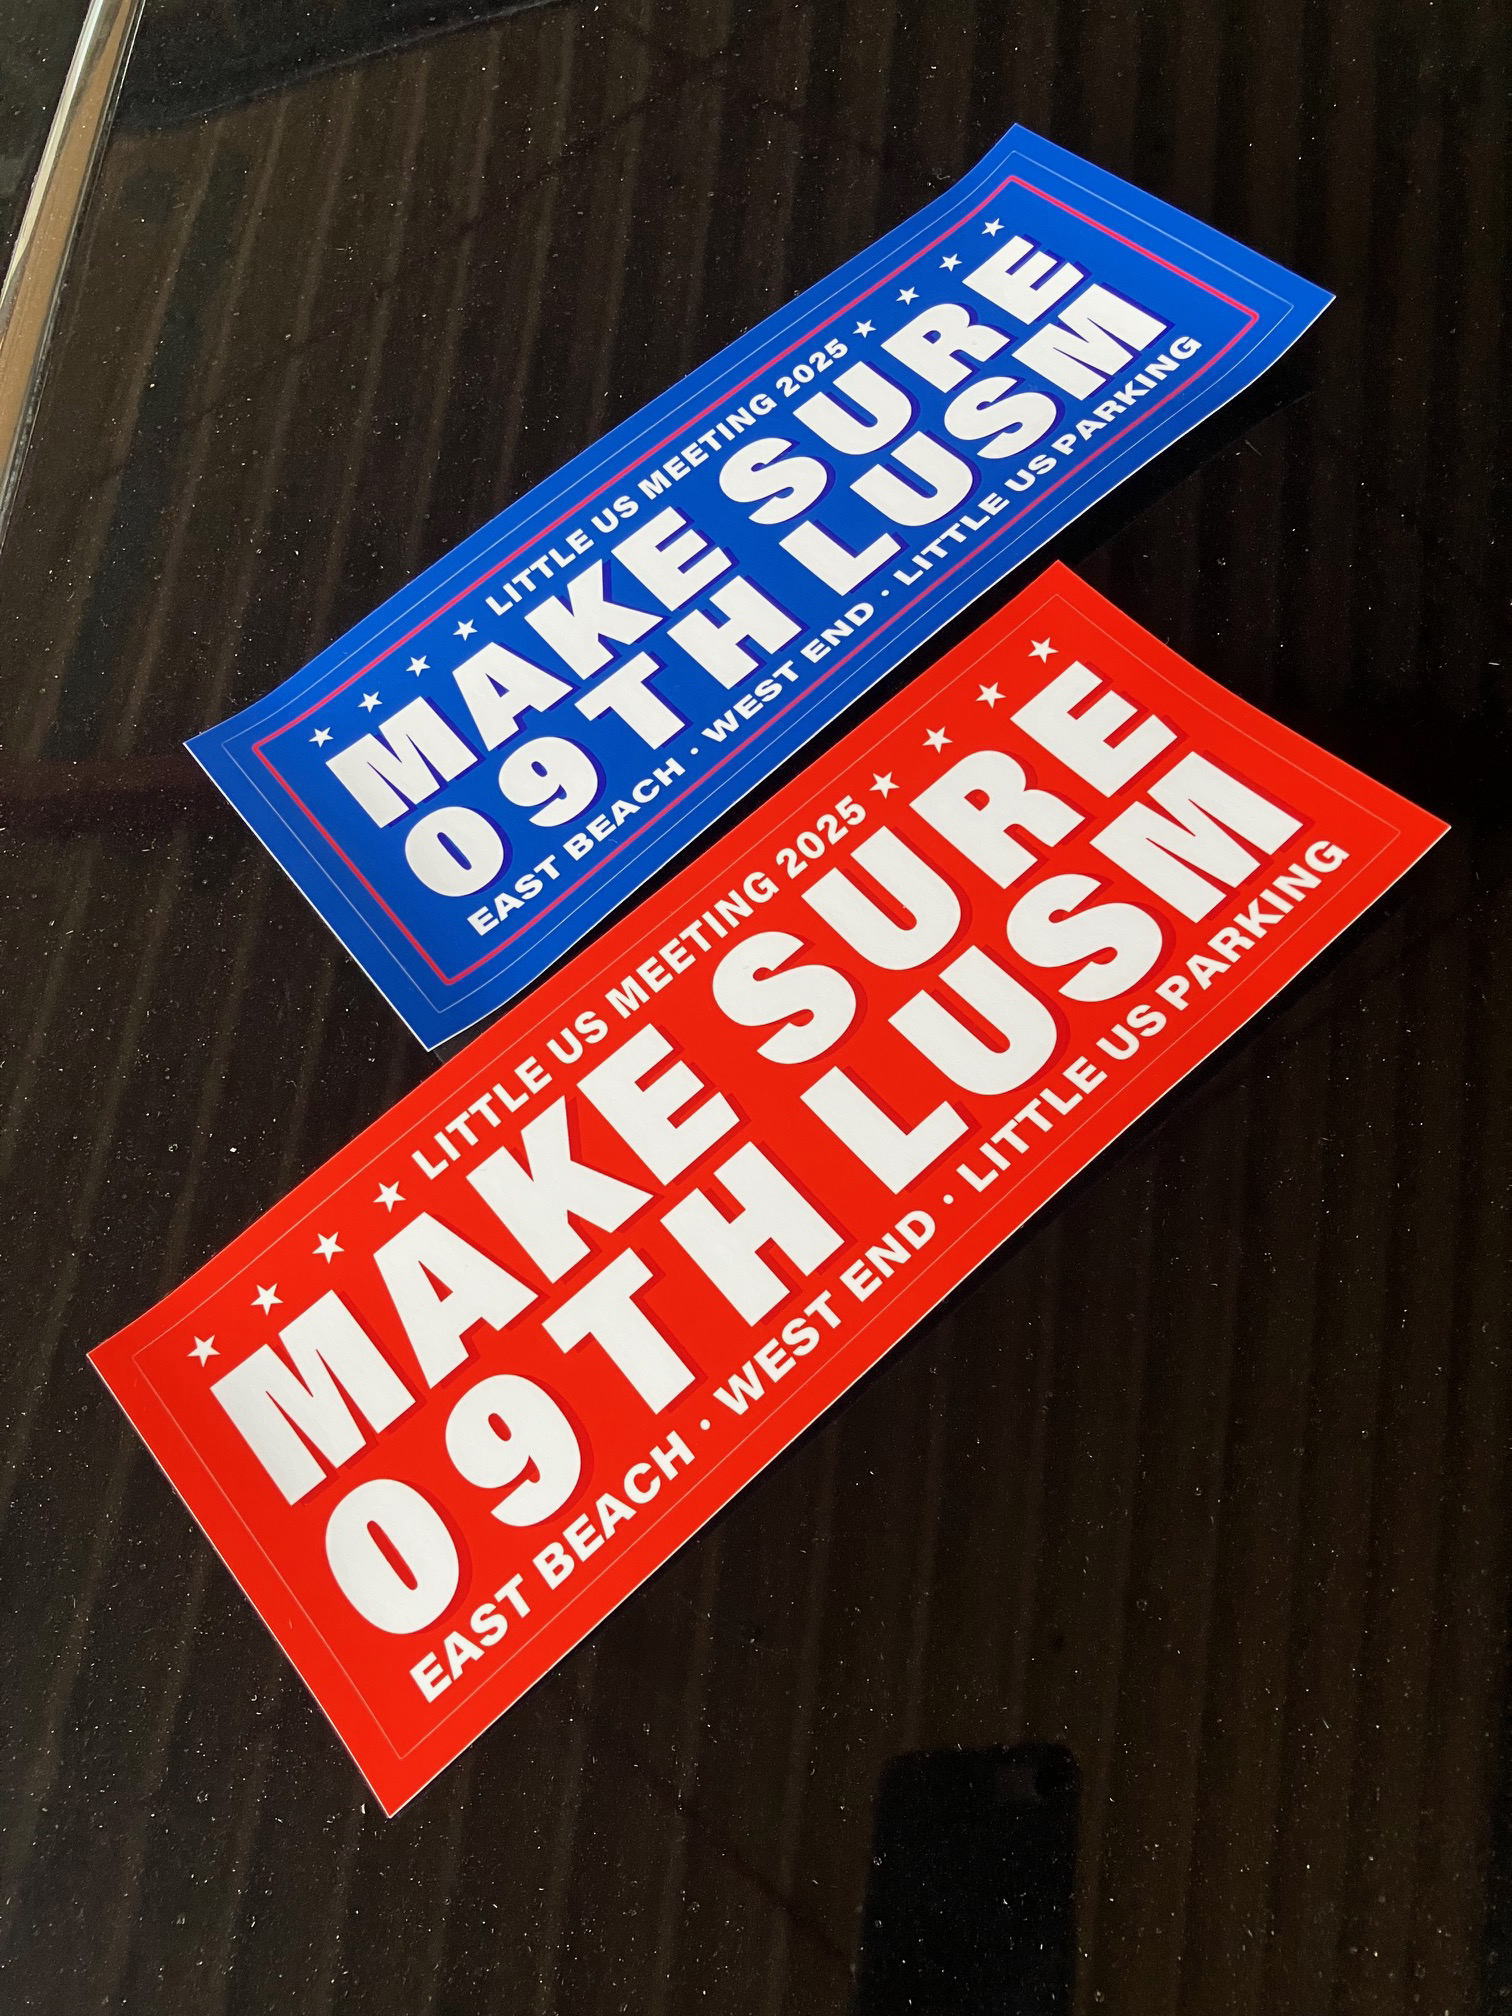 LITTLE US MEETING 2025
MAKE SURE
09TH LUSM
EAST BEACH · WEST END · LITTLE US PARKING
LITTLE US MEETING 2025
MAKE SURE
09TH LUSM
EAST BEACH · WEST END · LITTLE US PARKING